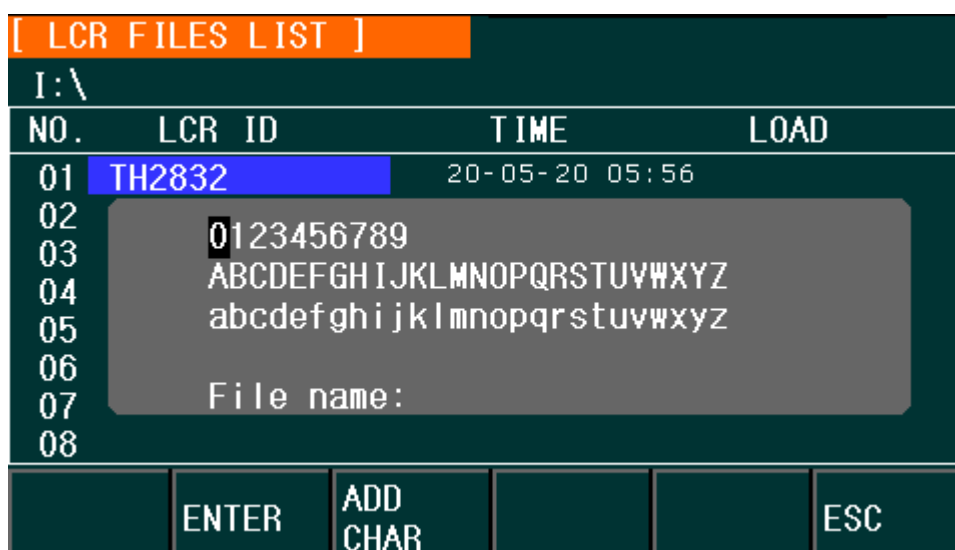 [ LCR FILES LIST ]
I:\
NO. LCR ID TIME LOAD
01 TH2832 20-05-20 05:56
02
0123456789
03
ABCDEFGHIJKLMNOPQRSTUVWXYZ
04
abcdefghijklmnopqrstuvwxyz
05
06
File name:
07
08
ENTER
ADD
CHAR
ESC